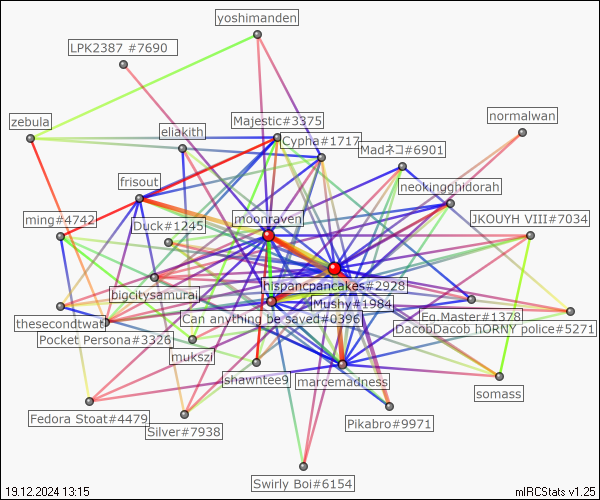 yoshimanden
LPK2387 #7690
zebula
Majestic#3375
normalwan
eliakith
Cypha#1717
Madネコ#6901
frisout
neokingghidorah
ming#4742
Duck#1245
moonraven
JKOUYH VIII#7034
hispancpancakes#2928
bigcitysamurai
Mushy#1984
thesecondtwat
Can anything be saved#0396
Eg.Master#1378
DacobDacob hORNY police#5271
Pocket Persona#3326
mukszi
shawntee9
marcemadness
somass
Fedora Stoat#4479
Silver#7938
Pikabro#9971
Swirly Boi#6154
19.12.2024 13:15
mIRCStats v1.25